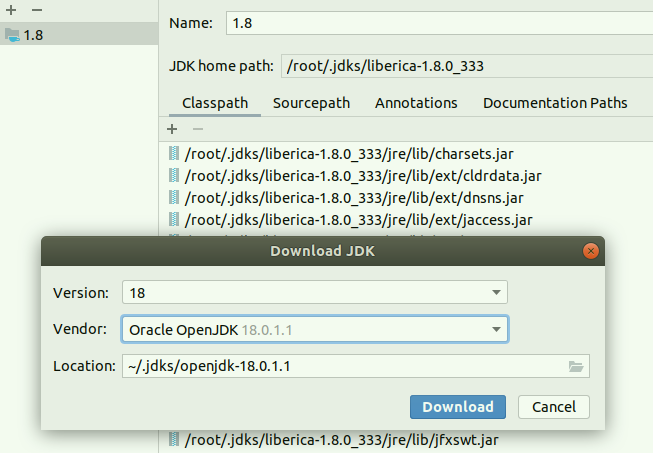 1.8
Name: 1.8
JDK home path: /root/.jdks/liberica-1.8.0_333
Classpath Sourcepath Annotations Documentation Paths
/root/.jdks/liberica-1.8.0_333/jre/lib/charsets.jar
/root/.jdks/liberica-1.8.0_333/jre/lib/ext/cldrdata.jar
/root/.jdks/liberica-1.8.0_333/jre/lib/ext/dnsns.jar
/root/.jdks/liberica-1.8.0_333/jre/lib/ext/jaccess.jar
Download JDK
Version: 18
Vendor: Oracle OpenJDK 18.0.1.1
Location: ~/.jdks/openjdk-18.0.1.1
Download Cancel
/root/.jdks/liberica-1.8.0_333/jre/lib/jfxswt.jar